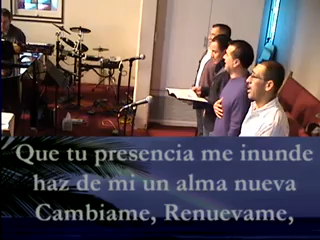 Que tu presencia me inunde
haz de mi un alma nueva
Cambiame, Renuevame,